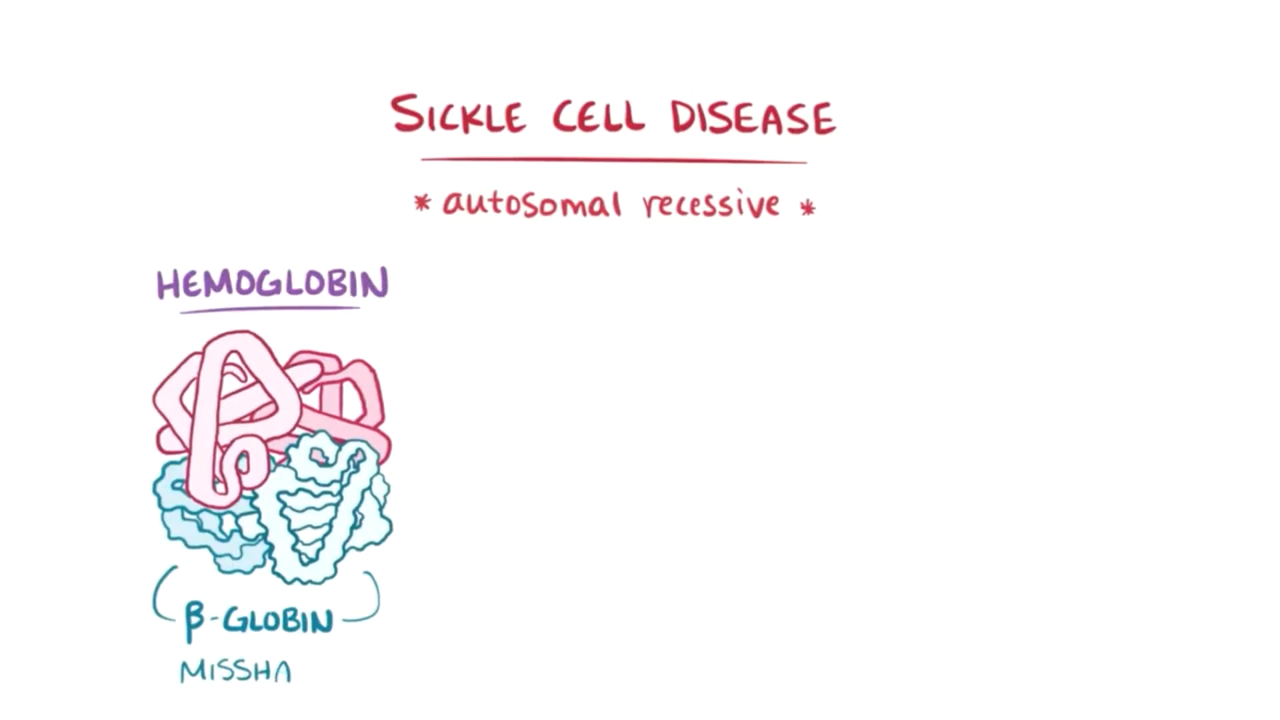 SICKLE CELL DISEASE
* autosomal recessive *
HEMOGLOBIN
β-GLOBIN
MISSHA